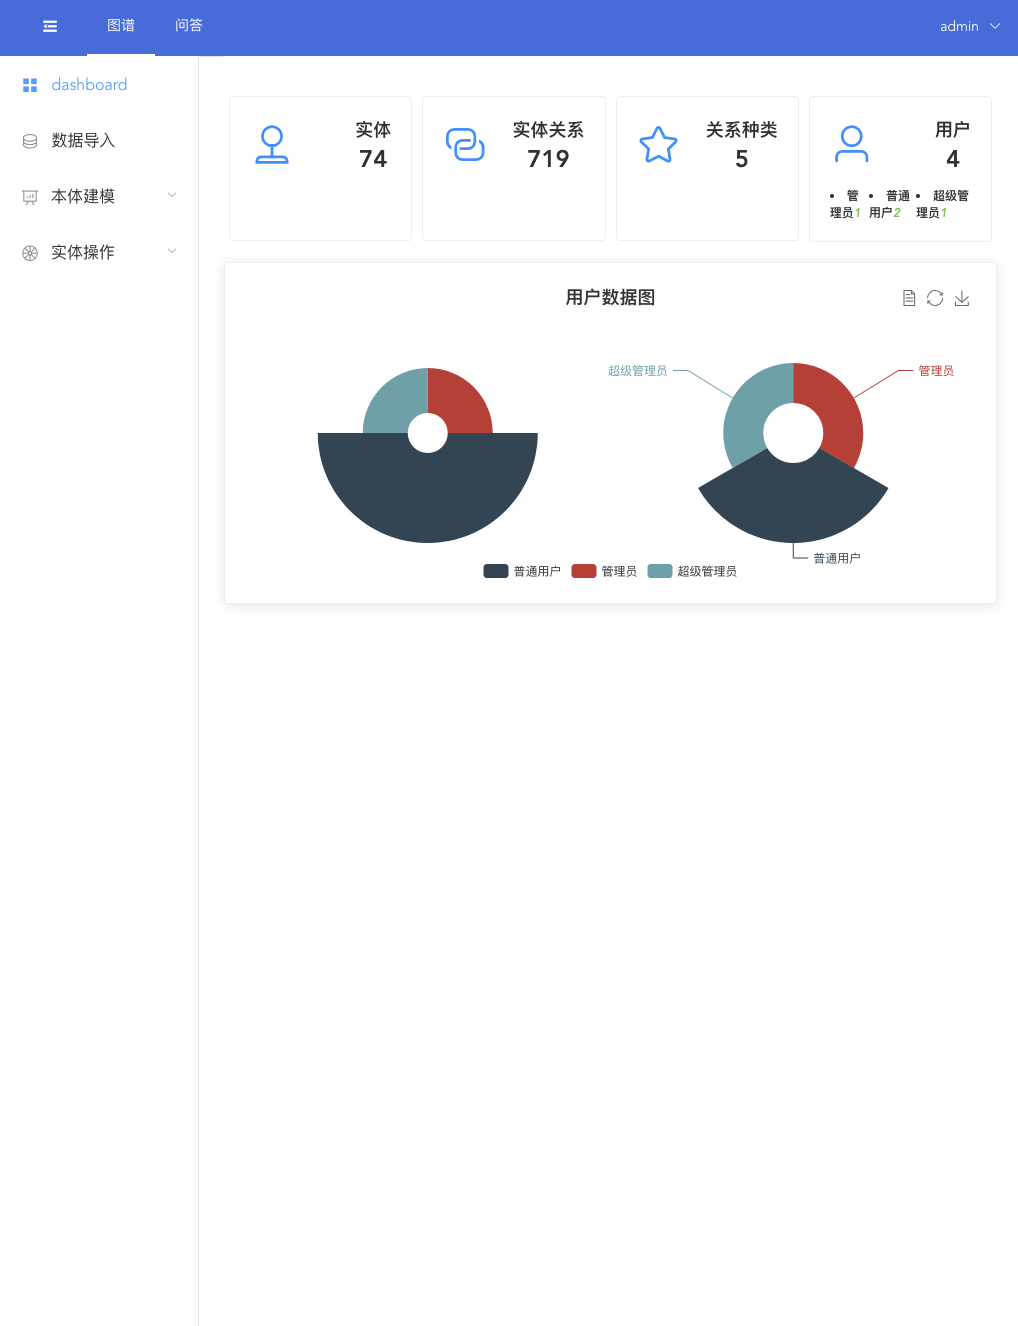 图谱
问答
admin
dashboard
数据导入
本体建模
实体操作
实体
74
实体关系
719
关系种类
5
用户
4
• 管理员1
• 普通用户2
• 超级管理员1
用户数据图
超级管理员
管理员
普通用户
普通用户
管理员
超级管理员